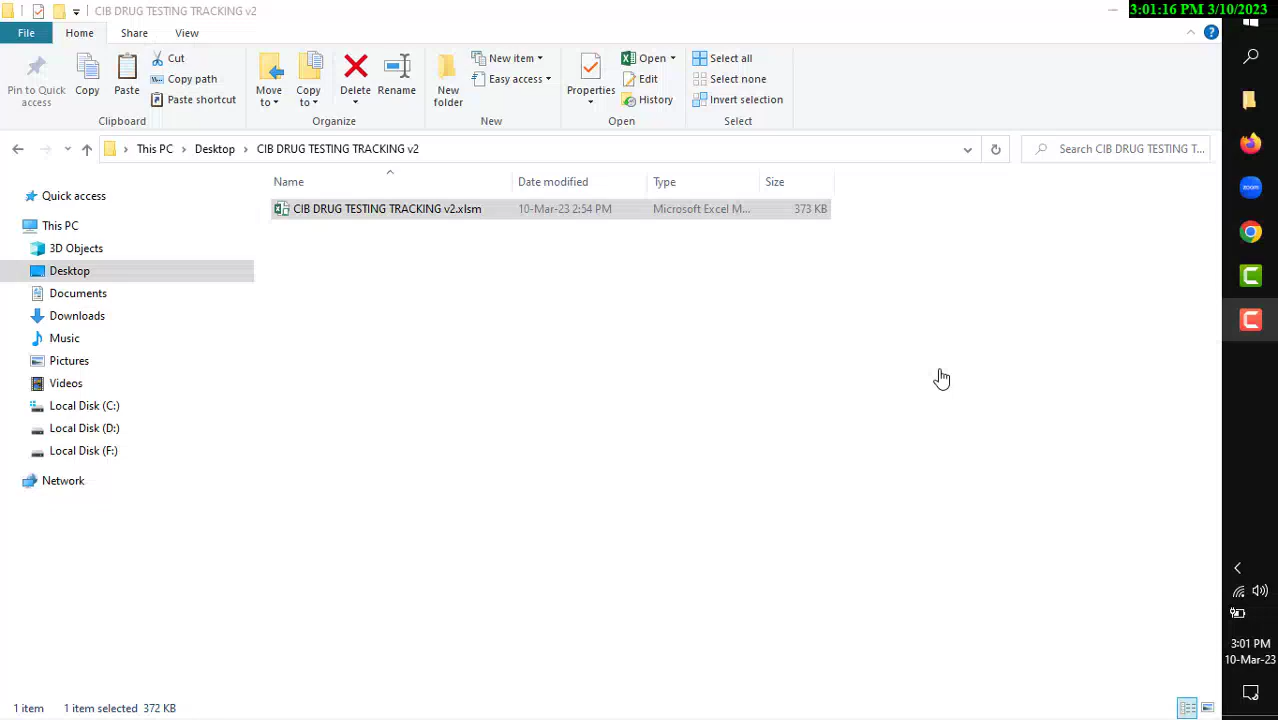 CIB DRUG TESTING TRACKING v2
3:01:16 PM 3/10/2023
File
Home
Share
View
Pin to Quick access
Copy
Paste
Cut
Copy path
Paste shortcut
Clipboard
Move to
Copy to
Delete
Rename
Organize
New folder
New item
Easy access
New
Properties
Open
Edit
History
Open
Select all
Select none
Invert selection
Select
This PC
Desktop
CIB DRUG TESTING TRACKING v2
Search CIB DRUG TESTING T...
Name
Date modified
Type
Size
CIB DRUG TESTING TRACKING v2.xlsm
10-Mar-23 2:54 PM
Microsoft Excel M...
373 KB
Quick access
This PC
3D Objects
Desktop
Documents
Downloads
Music
Pictures
Videos
Local Disk (C:)
Local Disk (D:)
Local Disk (F:)
Network
zoom
3:01 PM
10-Mar-23
1 item
1 item selected 372 KB